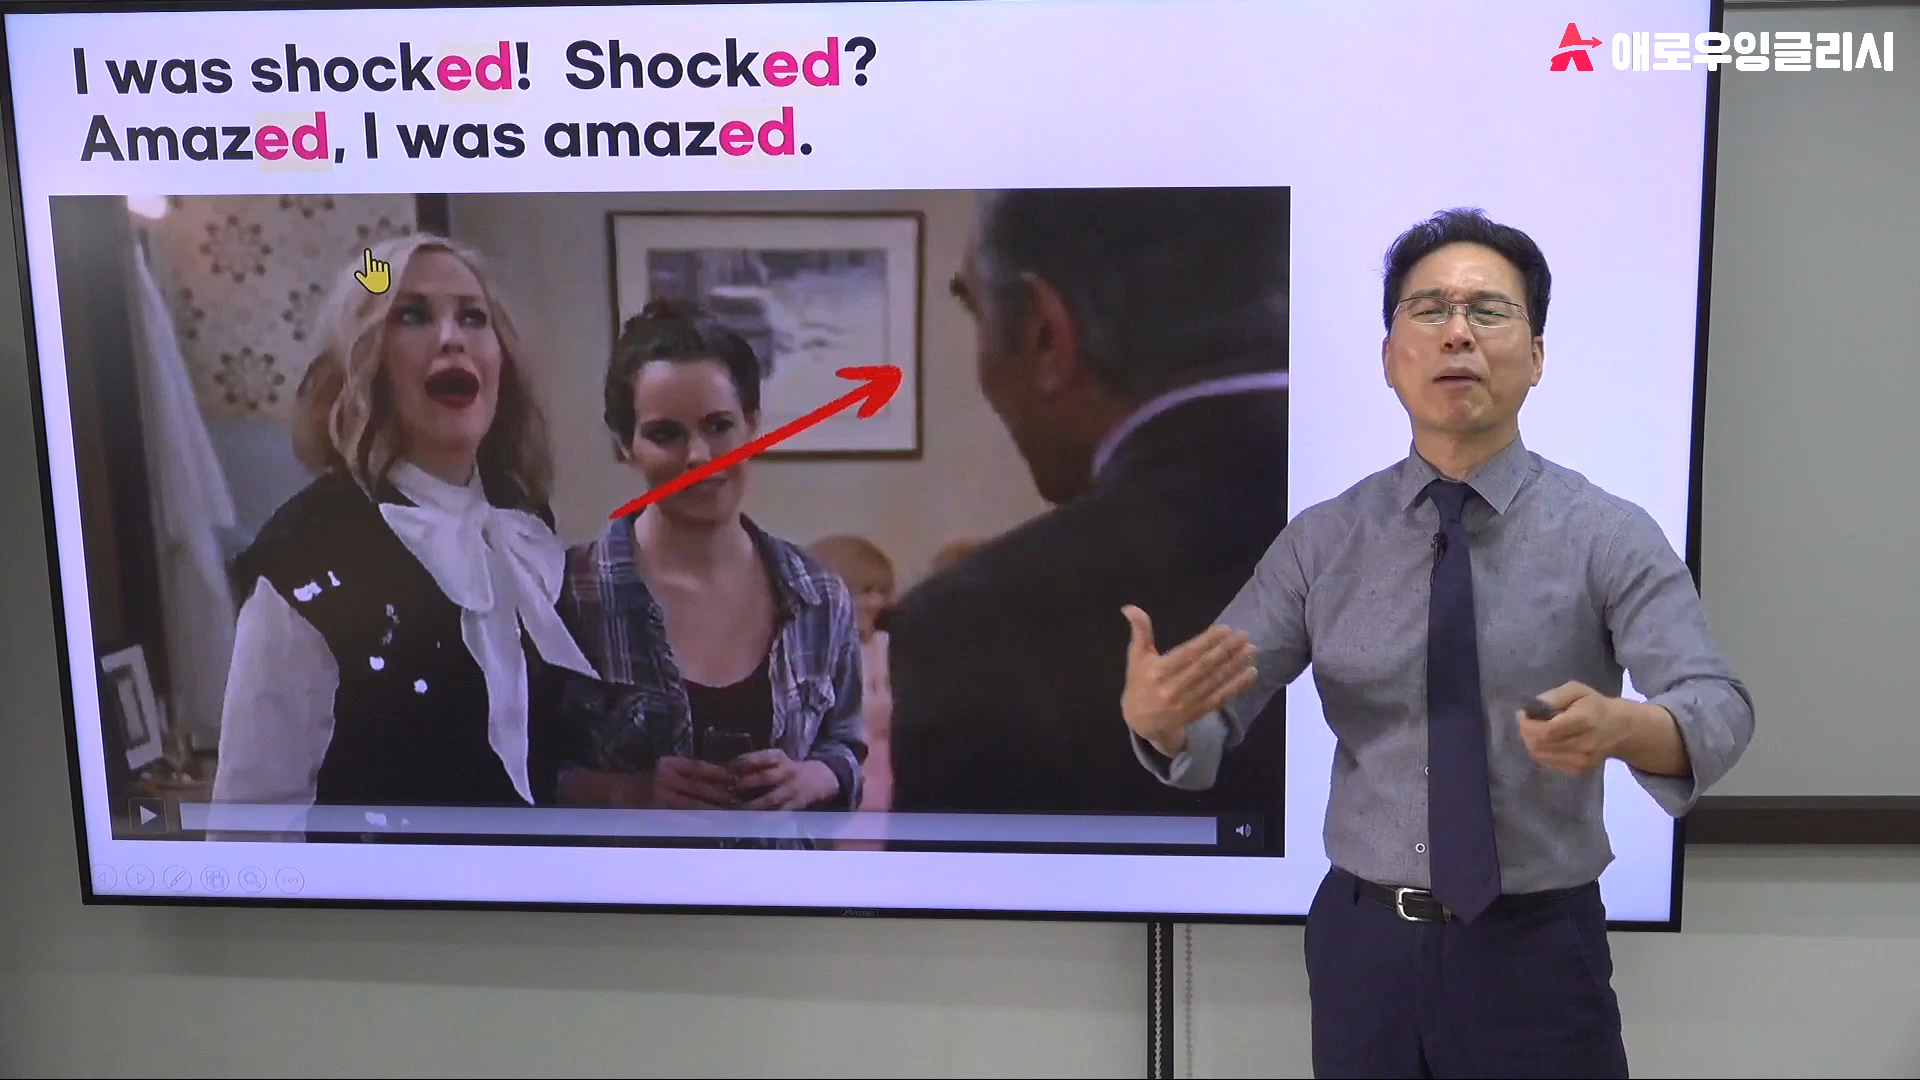 I was shocked!  Shocked?
애로우잉글리시
Amazed, I was amazed.